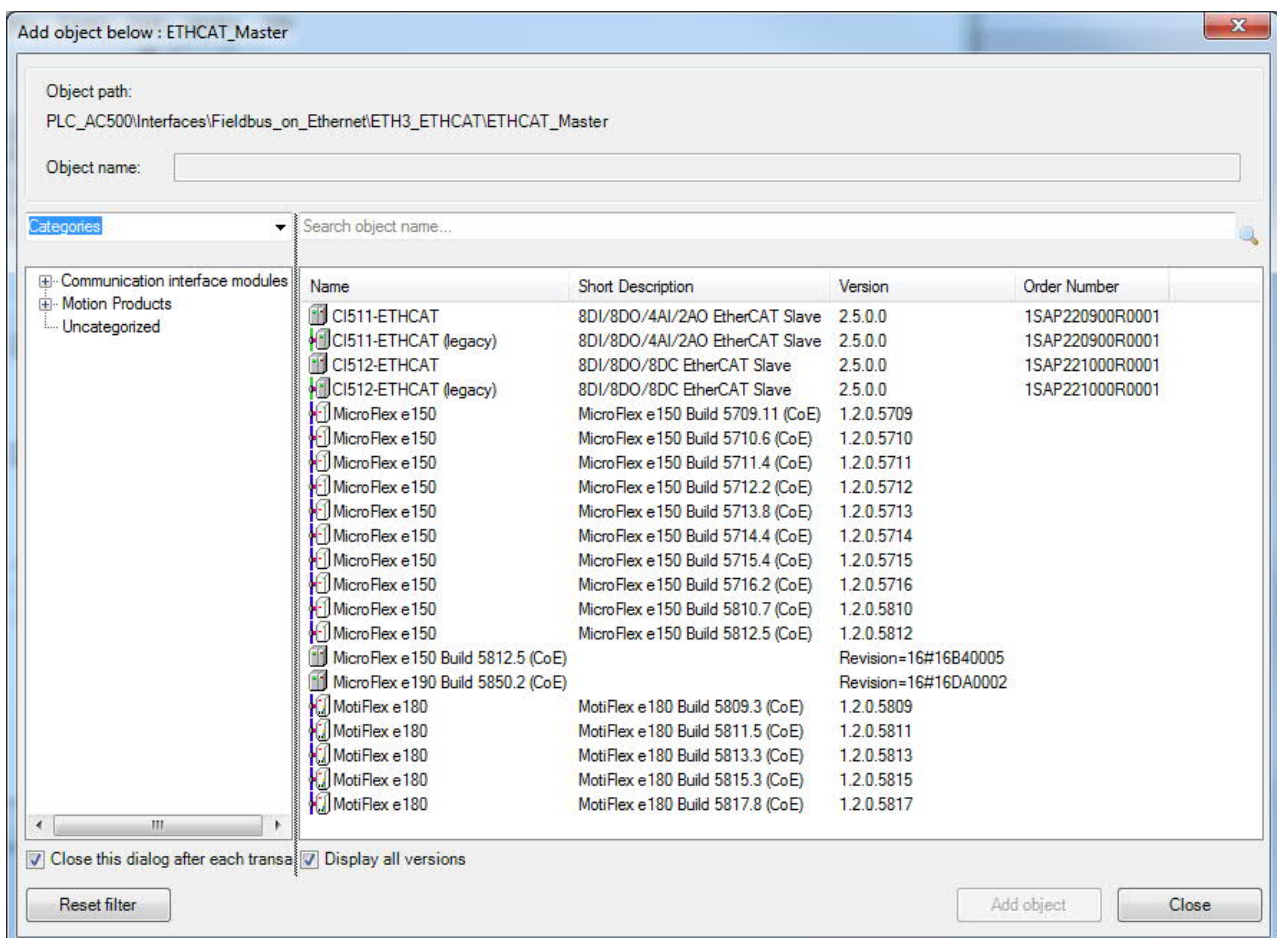 Add object below : ETHCAT_Master
Object path:
PLC_AC500\Interfaces\Fieldbus_on_Ethernet\ETH3_ETHCAT\ETHCAT_Master
Object name:
Categories
Search object name...
Communication interface modules
Motion Products
Uncategorized
Name Short Description Version Order Number
CI511-ETHCAT 8DI/8DO/4AI/2AO EtherCAT Slave 2.5.0.0 1SAP220900R0001
CI511-ETHCAT (legacy) 8DI/8DO/4AI/2AO EtherCAT Slave 2.5.0.0 1SAP220900R0001
CI512-ETHCAT 8DI/8DO/8DC EtherCAT Slave 2.5.0.0 1SAP221000R0001
CI512-ETHCAT (legacy) 8DI/8DO/8DC EtherCAT Slave 2.5.0.0 1SAP221000R0001
MicroFlex e150 MicroFlex e150 Build 5709.11 (CoE) 1.2.0.5709
MicroFlex e150 MicroFlex e150 Build 5710.6 (CoE) 1.2.0.5710
MicroFlex e150 MicroFlex e150 Build 5711.4 (CoE) 1.2.0.5711
MicroFlex e150 MicroFlex e150 Build 5712.2 (CoE) 1.2.0.5712
MicroFlex e150 MicroFlex e150 Build 5713.8 (CoE) 1.2.0.5713
MicroFlex e150 MicroFlex e150 Build 5714.4 (CoE) 1.2.0.5714
MicroFlex e150 MicroFlex e150 Build 5715.4 (CoE) 1.2.0.5715
MicroFlex e150 MicroFlex e150 Build 5716.2 (CoE) 1.2.0.5716
MicroFlex e150 MicroFlex e150 Build 5810.7 (CoE) 1.2.0.5810
MicroFlex e150 MicroFlex e150 Build 5812.5 (CoE) 1.2.0.5812
MicroFlex e150 Build 5812.5 (CoE) Revision=16#16B40005
MicroFlex e190 Build 5850.2 (CoE) Revision=16#16DA0002
MotiFlex e180 MotiFlex e180 Build 5809.3 (CoE) 1.2.0.5809
MotiFlex e180 MotiFlex e180 Build 5811.5 (CoE) 1.2.0.5811
MotiFlex e180 MotiFlex e180 Build 5813.3 (CoE) 1.2.0.5813
MotiFlex e180 MotiFlex e180 Build 5815.3 (CoE) 1.2.0.5815
MotiFlex e180 MotiFlex e180 Build 5817.8 (CoE) 1.2.0.5817
Close this dialog after each transa Display all versions
Reset filter Add object Close